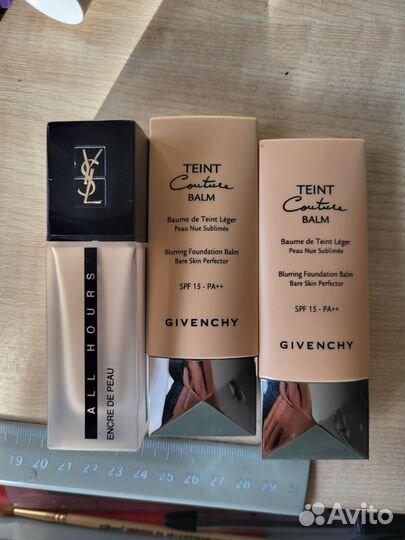 YSL
ALL HOURS
ENCRE DE PEAU
TEINT
Couture
BALM
Baume de Teint Léger
Peau Nue Sublimée
Blurring Foundation Balm
Bare Skin Perfector
SPF 15 - PA++
GIVENCHY
TEINT
Couture
BALM
Baume de Teint Léger
Peau Nue Sublimée
Blurring Foundation Balm
Bare Skin Perfector
SPF 15 - PA++
GIVENCHY
19 20 21 22 23 24 25 26 27 28 29 30
Avito